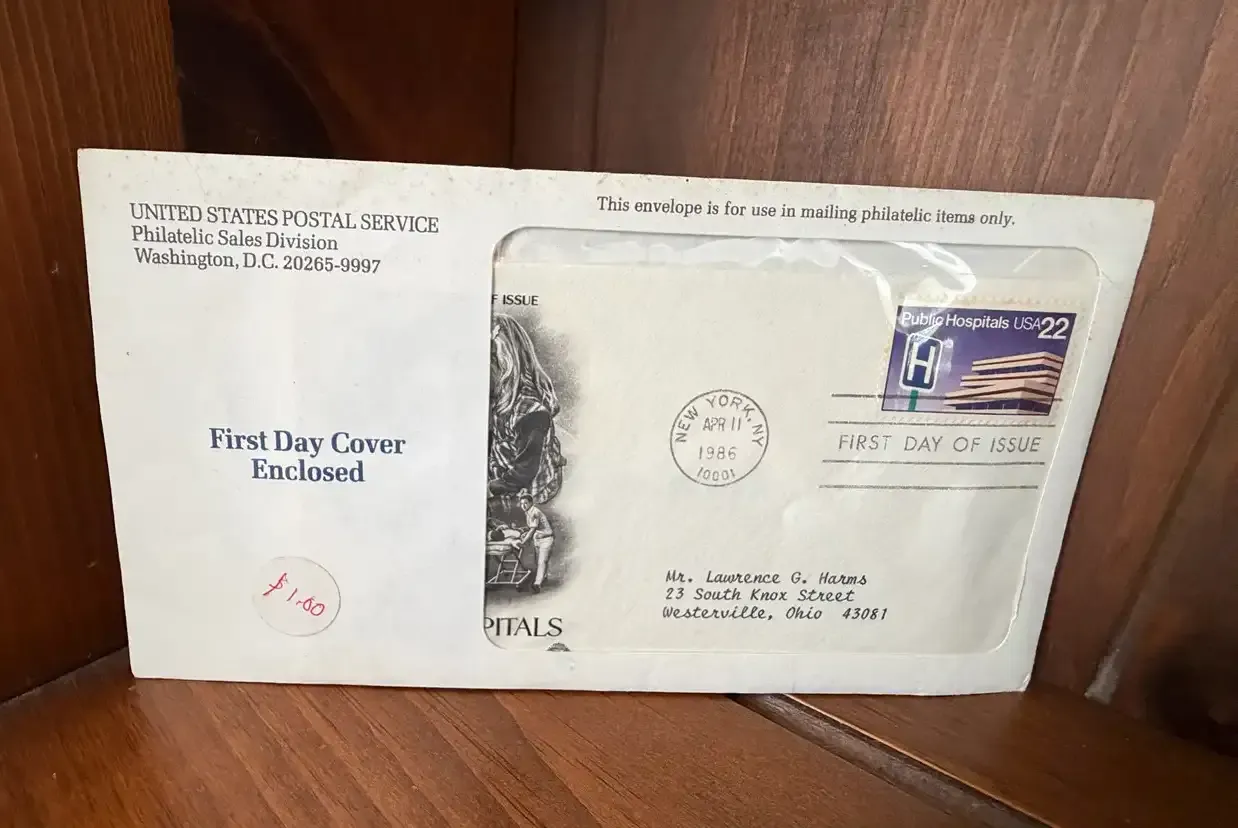 UNITED STATES POSTAL SERVICE
Philatelic Sales Division
Washington, D.C. 20265-9997
This envelope is for use in mailing philatelic items only.
First Day Cover
Enclosed
$1.60
F ISSUE
PITALS
Public Hospitals USA 22
H
NEW YORK, NY
APR 11
1986
10001
FIRST DAY OF ISSUE
Mr. Lawrence G. Harms
23 South Knox Street
Westerville, Ohio 43081